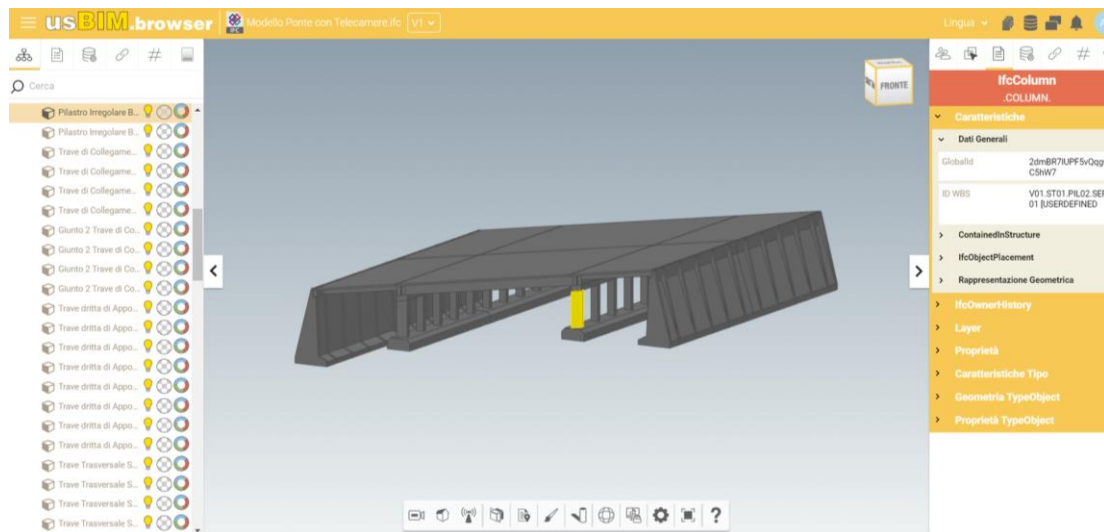 usBIM.browser
IFC
Modello Ponte con Telecamere.ifc
V1
Lingua
Cerca
Pilastro Irregolare B...
Pilastro Irregolare B...
Trave di Collegame...
Trave di Collegame...
Trave di Collegame...
Trave di Collegame...
Giunto 2 Trave di Co...
Giunto 2 Trave di Co...
Giunto 2 Trave di Co...
Giunto 2 Trave di Co...
Trave dritta di Appo...
Trave dritta di Appo...
Trave dritta di Appo...
Trave dritta di Appo...
Trave dritta di Appo...
Trave dritta di Appo...
Trave dritta di Appo...
Trave dritta di Appo...
Trave Trasversale S...
Trave Trasversale S...
Trave Trasversale S...
Trave Trasversale S...
FRONTE
IfcColumn
.COLUMN.
Caratteristiche
Dati Generali
GlobalId
C5hW7
ID WBS
01 [USERDEFINED
ContainedInStructure
IfcObjectPlacement
Rappresentazione Geometrica
IfcOwnerHistory
Layer
Proprietà
Caratteristiche Tipo
Geometria TypeObject
Proprietà TypeObject